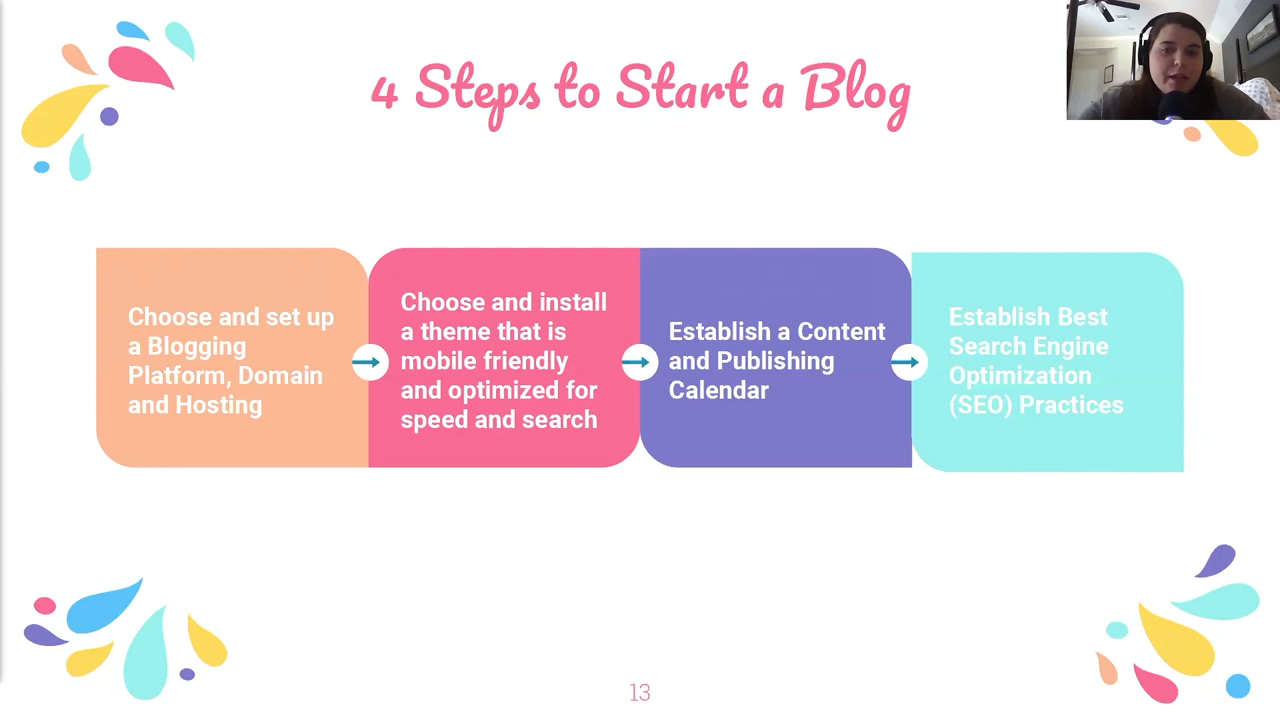 4 Steps to Start a Blog
Choose and set up
a Blogging
Platform, Domain
and Hosting
Choose and install
a theme that is
mobile friendly
and optimized for
speed and search
Establish a Content
and Publishing
Calendar
Establish Best
Search Engine
Optimization
(SEO) Practices
13